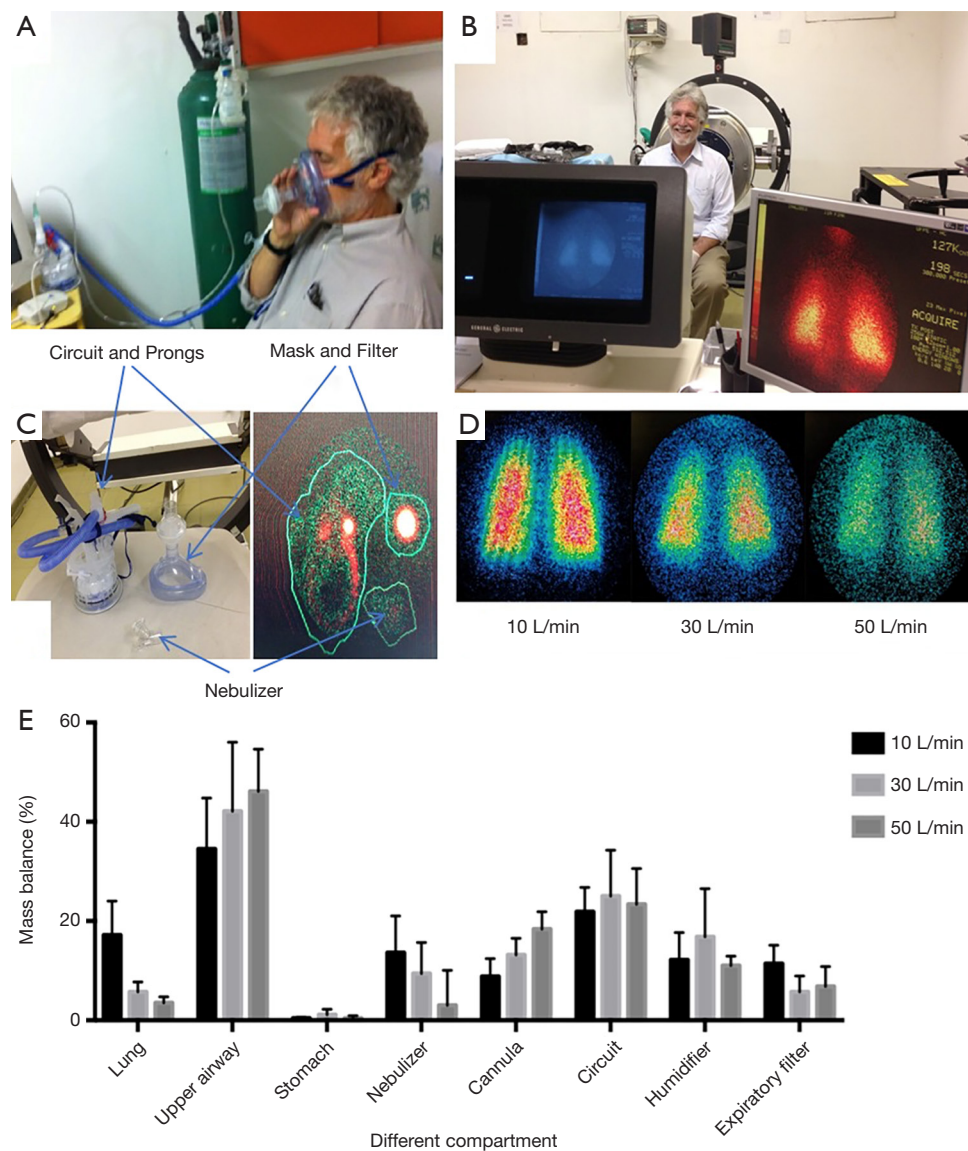 A
B
GENERAL ELECTRIC
127K
198 SECS
ACQUIRE
Circuit and Prongs
Mask and Filter
C
Nebulizer
D
10 L/min
30 L/min
50 L/min
E
Mass balance (%)
60
40
20
0
10 L/min
30 L/min
50 L/min
Lung
Upper airway
Stomach
Nebulizer
Cannula
Circuit
Humidifier
Expiratory filter
Different compartment